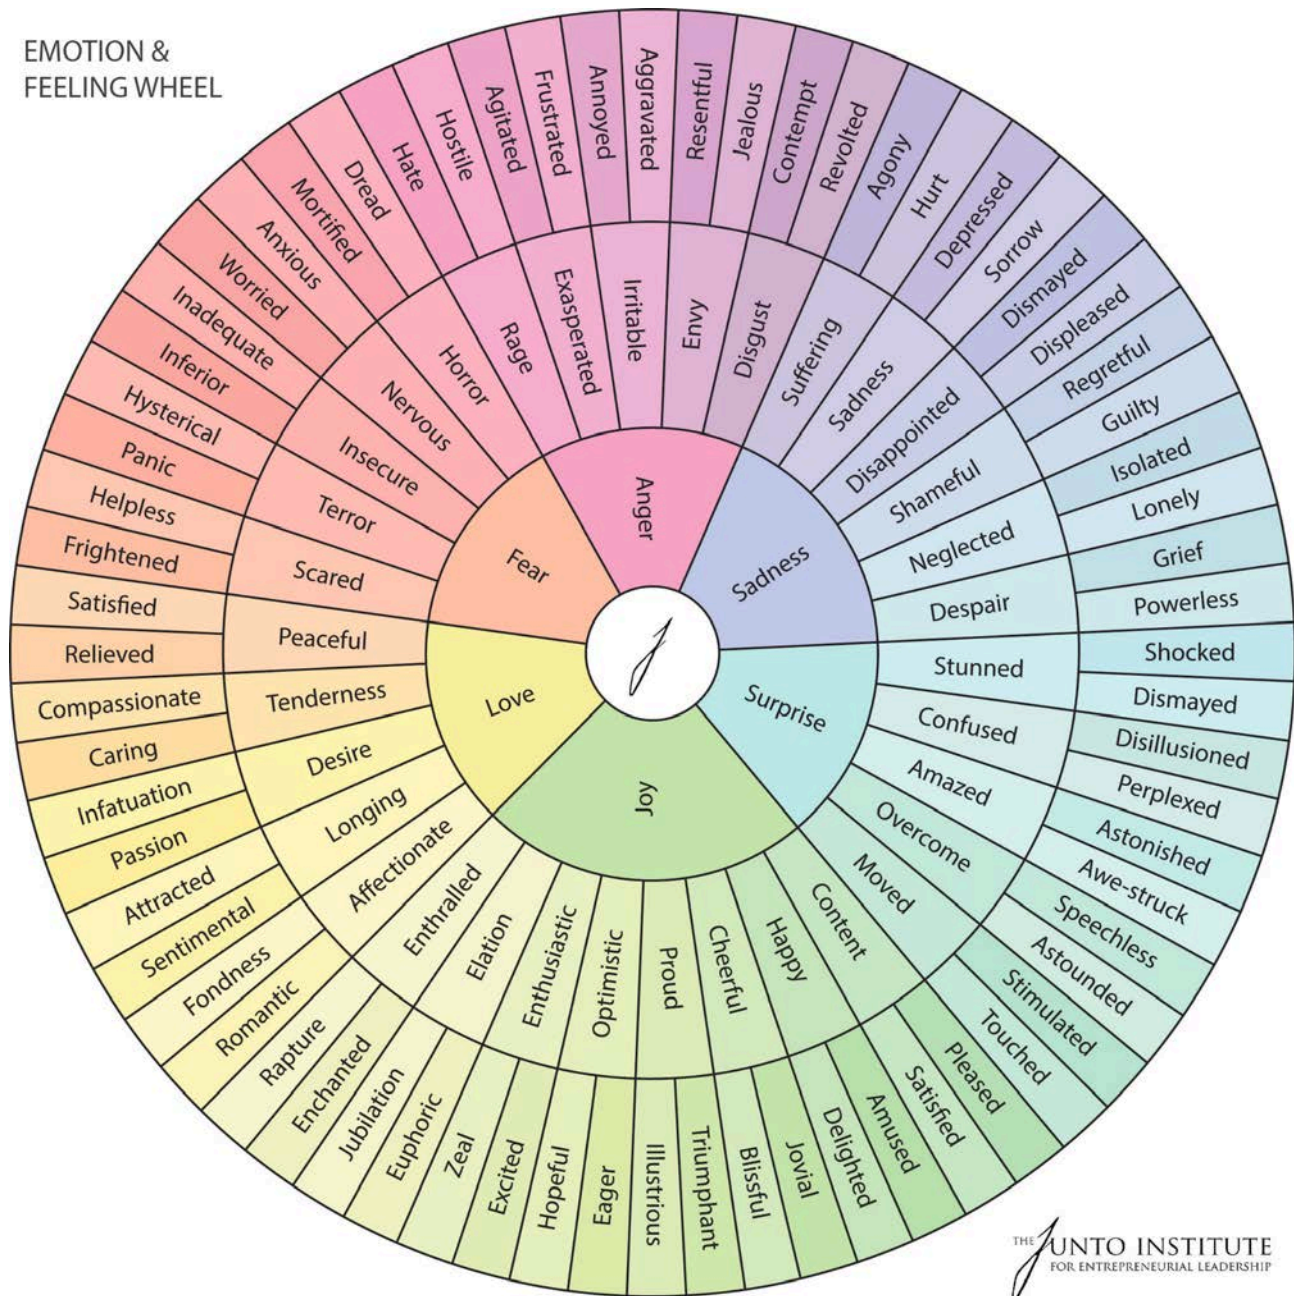 EMOTION &
FEELING WHEEL
Anger
Sadness
Surprise
Joy
Love
Fear
Rage
Exasperated
Irritable
Envy
Disgust
Suffering
Sadness
Disappointed
Shameful
Neglected
Despair
Stunned
Confused
Amazed
Overcome
Moved
Content
Happy
Cheerful
Proud
Optimistic
Enthusiastic
Elation
Enthralled
Affectionate
Longing
Desire
Tenderness
Peaceful
Scared
Terror
Insecure
Nervous
Horror
Hate
Hostile
Agitated
Frustrated
Annoyed
Aggravated
Resentful
Jealous
Contempt
Revolted
Agony
Hurt
Depressed
Sorrow
Dismayed
Displeased
Regretful
Guilty
Isolated
Lonely
Grief
Powerless
Shocked
Dismayed
Disillusioned
Perplexed
Astonished
Awe-struck
Speechless
Astounded
Stimulated
Touched
Pleased
Satisfied
Amused
Delighted
Jovial
Blissful
Triumphant
Illustrious
Eager
Hopeful
Excited
Zeal
Euphoric
Jubilation
Enchanted
Rapture
Romantic
Fondness
Sentimental
Attracted
Passion
Infatuation
Caring
Compassionate
Relieved
Satisfied
Frightened
Helpless
Panic
Hysterical
Inferior
Inadequate
Worried
Anxious
Mortified
Dread
THE JUNTO INSTITUTE
FOR ENTREPRENEURIAL LEADERSHIP